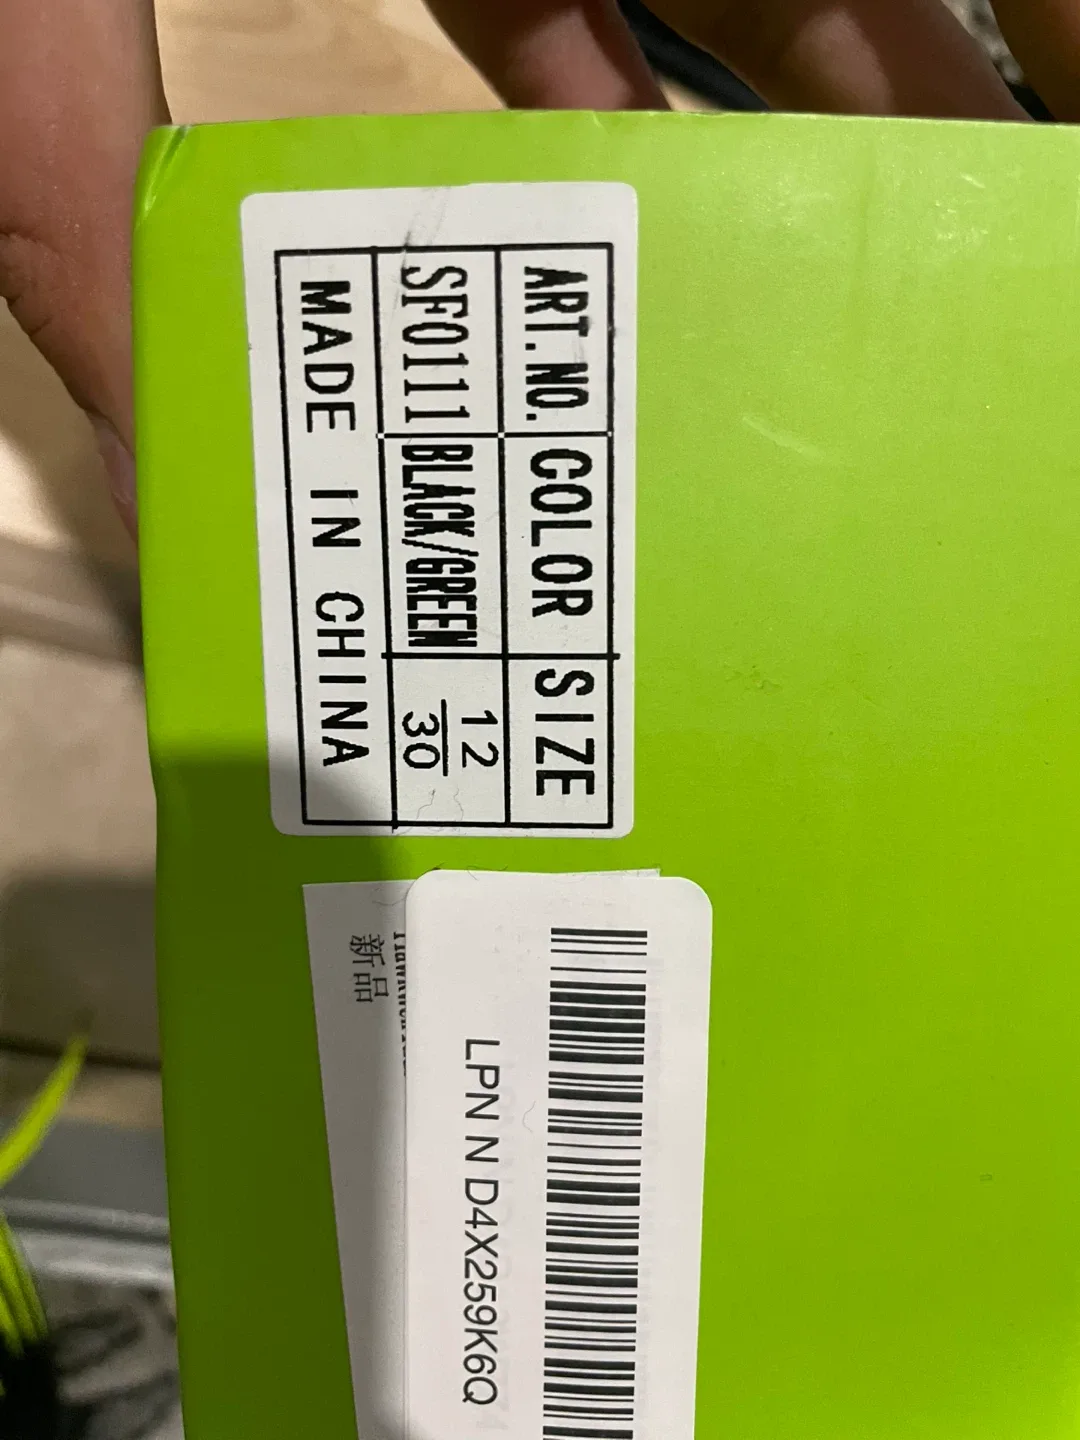 ART.NO. COLOR SIZE
SF0111 BLACK/GREEN 12
30
MADE IN CHINA
LPN N D4X259K6Q
新品